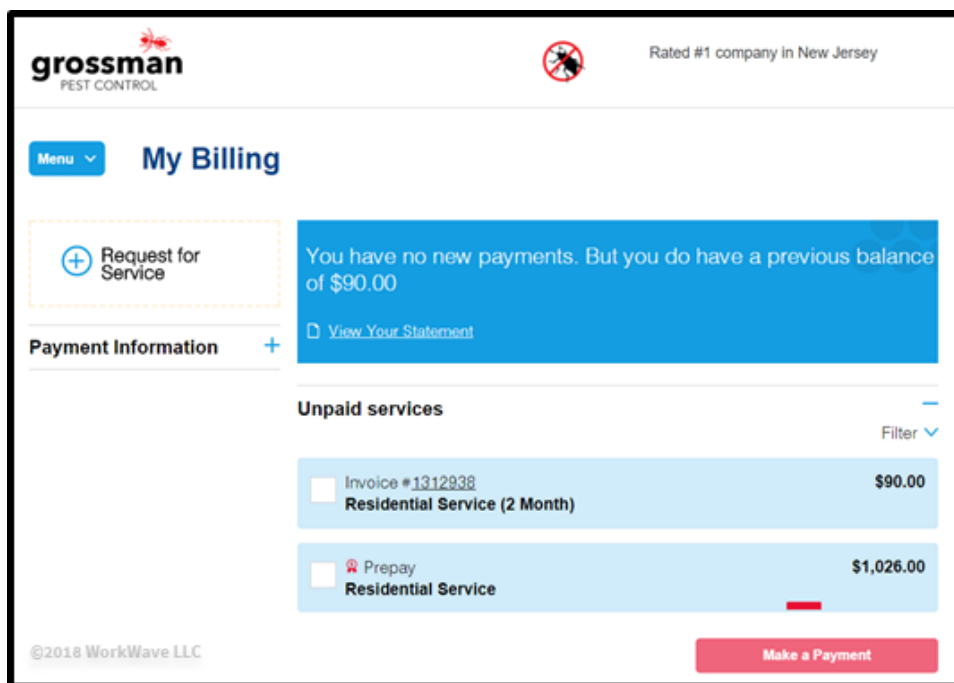 grossman
PEST CONTROL
Rated #1 company in New Jersey
Menu
My Billing
Request for
Service
Payment Information
You have no new payments. But you do have a previous balance
of $90.00
View Your Statement
Unpaid services
Filter
Invoice #1312938
$90.00
Residential Service (2 Month)
Prepay
$1,026.00
Residential Service
©2018 WorkWave LLC
Make a Payment